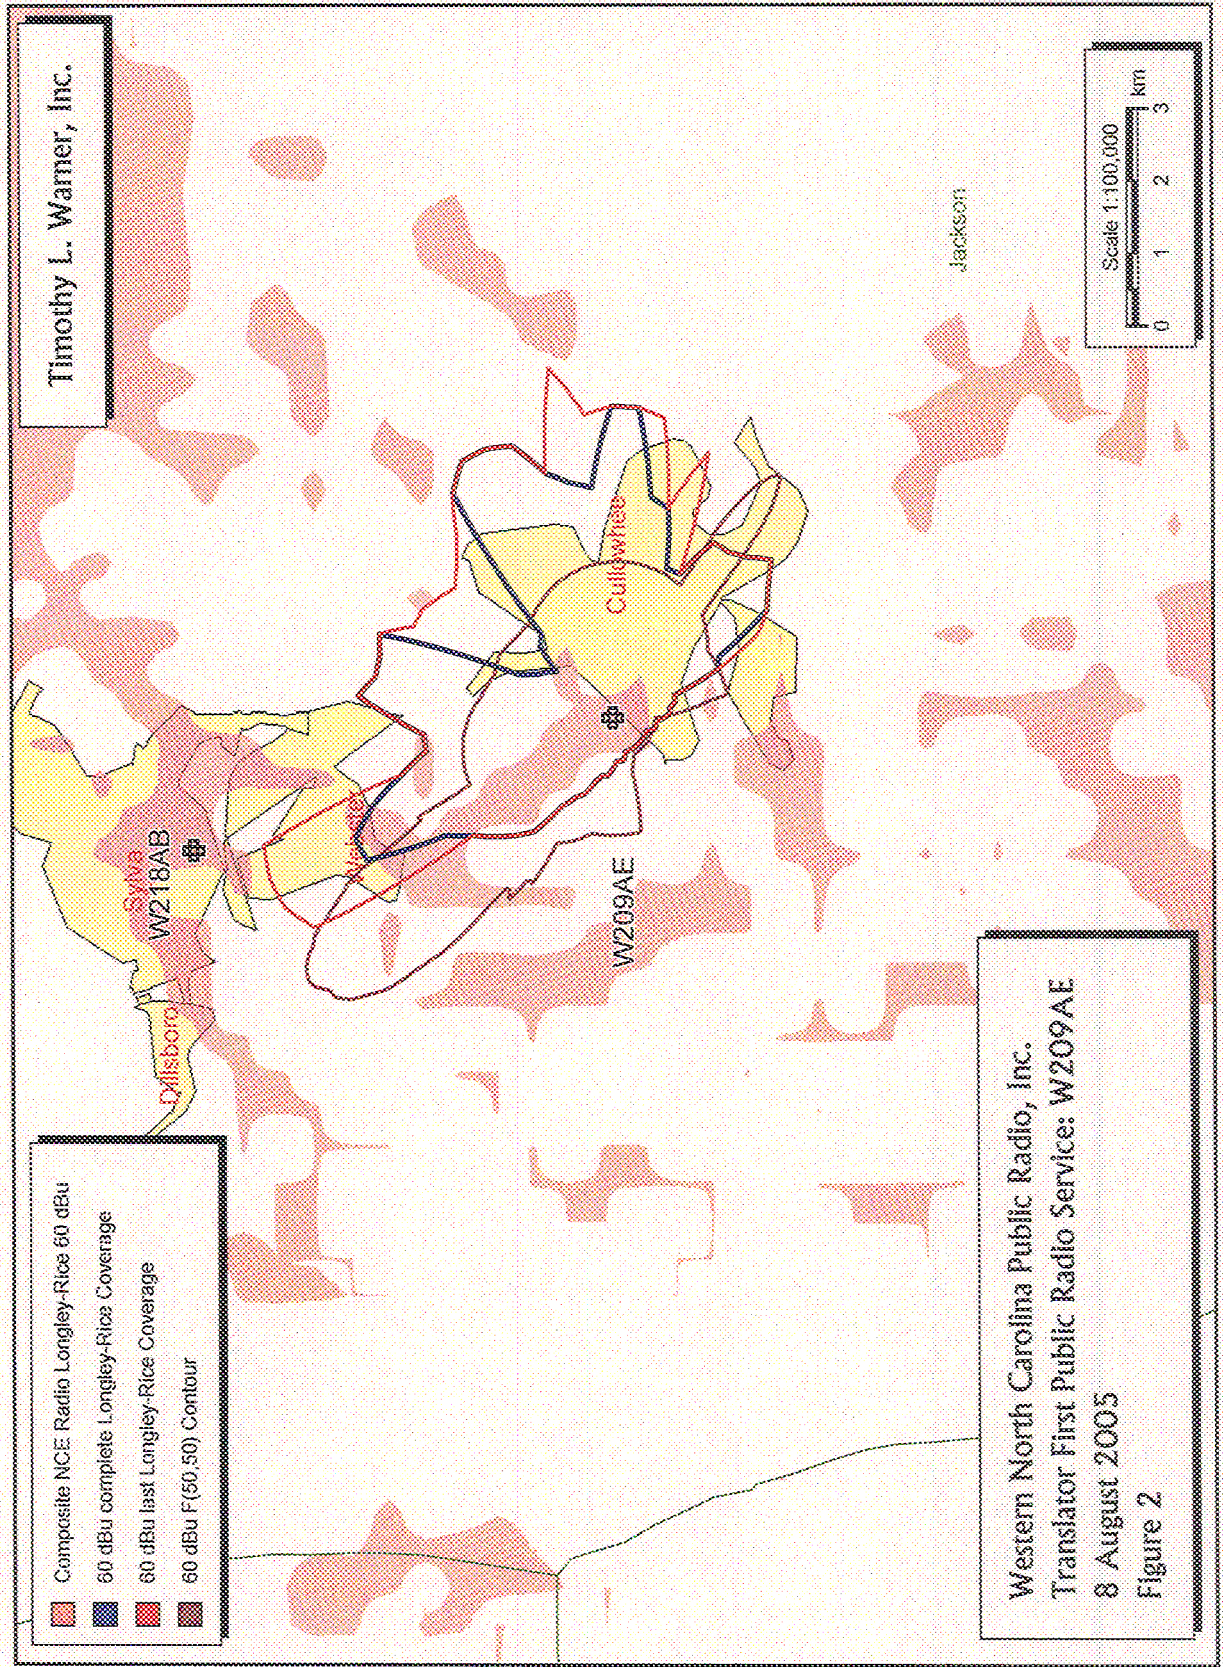 Composite NCE Radio Longley-Rice 60 dBu
60 dBu complete Longley-Rice Coverage
60 dBu last Longley-Rice Coverage
60 dBu F(50,50) Contour
Timothy L. Warner, Inc.
Dillsboro
Sylva
W218AB
Webster
Cullowhee
W209AE
Jackson
Western North Carolina Public Radio, Inc.
Translator First Public Radio Service: W209AE
8 August 2005
Figure 2
Scale 1:100,000
0 1 2 3 km